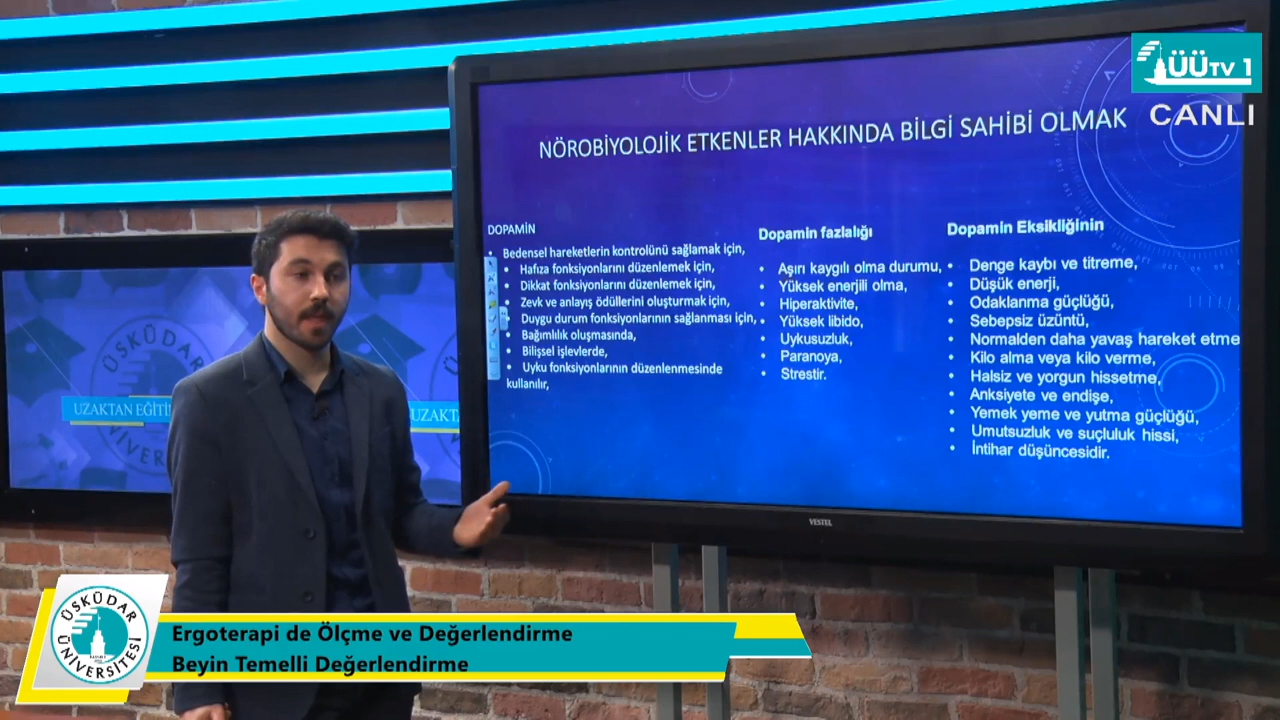 ÜÜTV 1
CANLI
NÖROBİYOLOJİK ETKENLER HAKKINDA BİLGİ SAHİBİ OLMAK
DOPAMİN
• Bedensel hareketlerin kontrolünü sağlamak için,
• Hafıza fonksiyonlarını düzenlemek için,
• Dikkat fonksiyonlarını düzenlemek için,
• Zevk ve anlayış ödüllerini oluşturmak için,
• Duygu durum fonksiyonlarının sağlanması için,
• Bağımlılık oluşmasında,
• Bilişsel işlevlerde,
• Uyku fonksiyonlarının düzenlenmesinde
kullanılır,
Dopamin fazlalığı
• Aşırı kaygılı olma durumu,
• Yüksek enerjili olma,
• Hiperaktivite,
• Yüksek libido,
• Uykusuzluk,
• Paranoya,
• Strestir.
Dopamin Eksikliğinin
• Denge kaybı ve titreme,
• Düşük enerji,
• Odaklanma güçlüğü,
• Sebepsiz üzüntü,
• Normalden daha yavaş hareket etme
• Kilo alma veya kilo verme,
• Halsiz ve yorgun hissetme,
• Anksiyete ve endişe,
• Yemek yeme ve yutma güçlüğü,
• Umutsuzluk ve suçluluk hissi,
• İntihar düşüncesidir.
VESTEL
ÜSKÜDAR
ÜNİVERSİTESİ
UZAKTAN EĞİTİ
UZAKTA
ÜSKÜDAR
ÜNİVERSİTESİ
Ergoterapi de Ölçme ve Değerlendirme
Beyin Temelli Değerlendirme